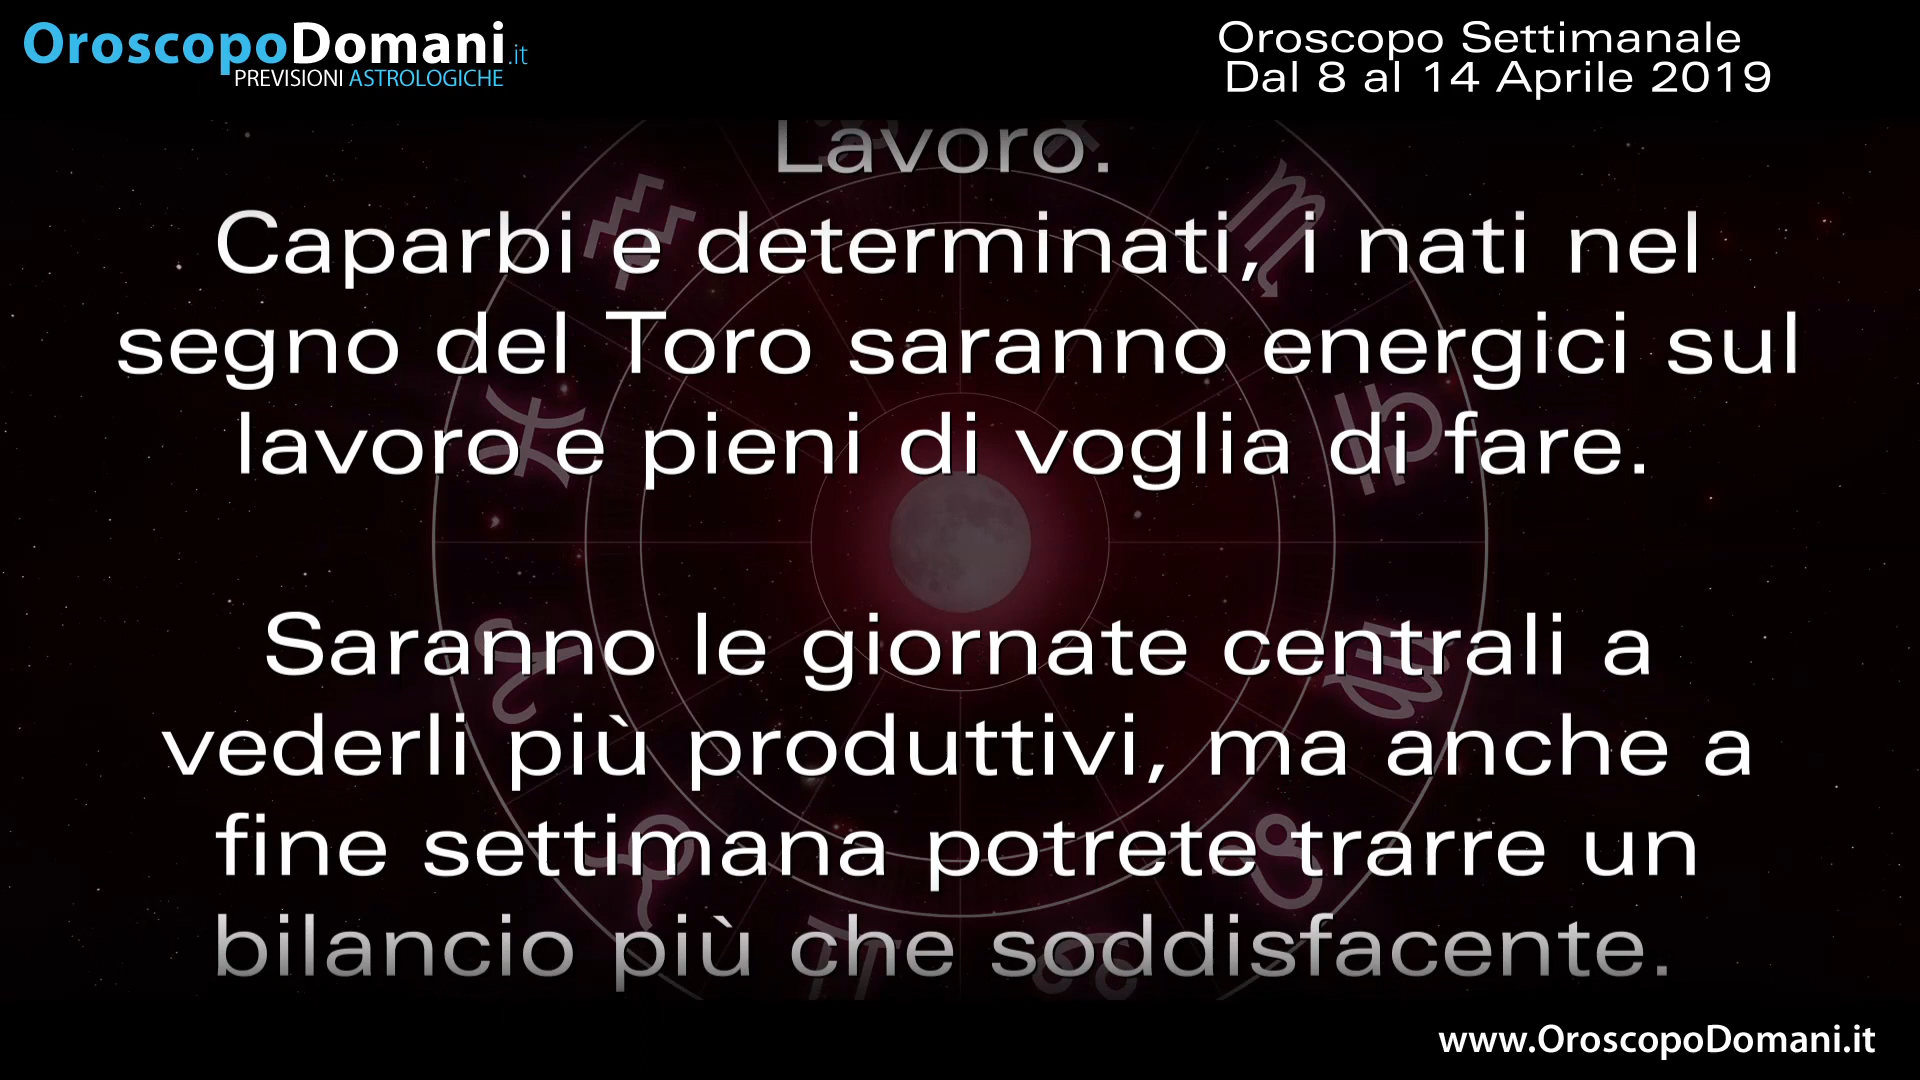 OroscopoDomani.it
PREVISIONI ASTROLOGICHE
Oroscopo Settimanale
Dal 8 al 14 Aprile 2019
Lavoro.
Caparbi e determinati, i nati nel
segno del Toro saranno energici sul
lavoro e pieni di voglia di fare.
Saranno le giornate centrali a
vederli più produttivi, ma anche a
fine settimana potrete trarre un
bilancio più che soddisfacente.
www.OroscopoDomani.it